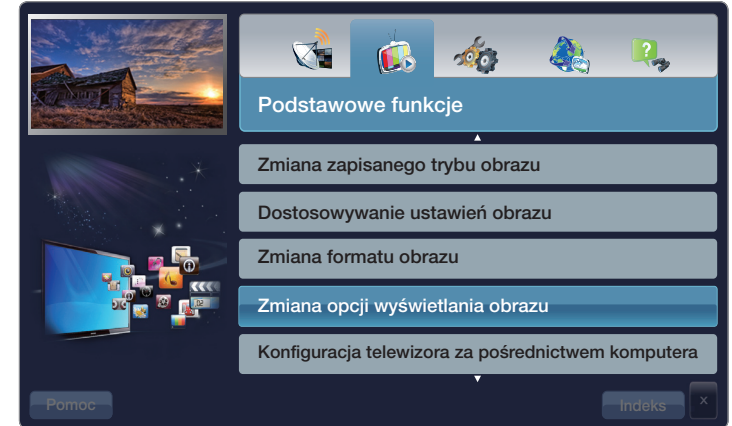 Podstawowe funkcje
Zmiana zapisanego trybu obrazu
Dostosowywanie ustawień obrazu
Zmiana formatu obrazu
Zmiana opcji wyświetlania obrazu
Konfiguracja telewizora za pośrednictwem komputera
Pomoc
Indeks
x